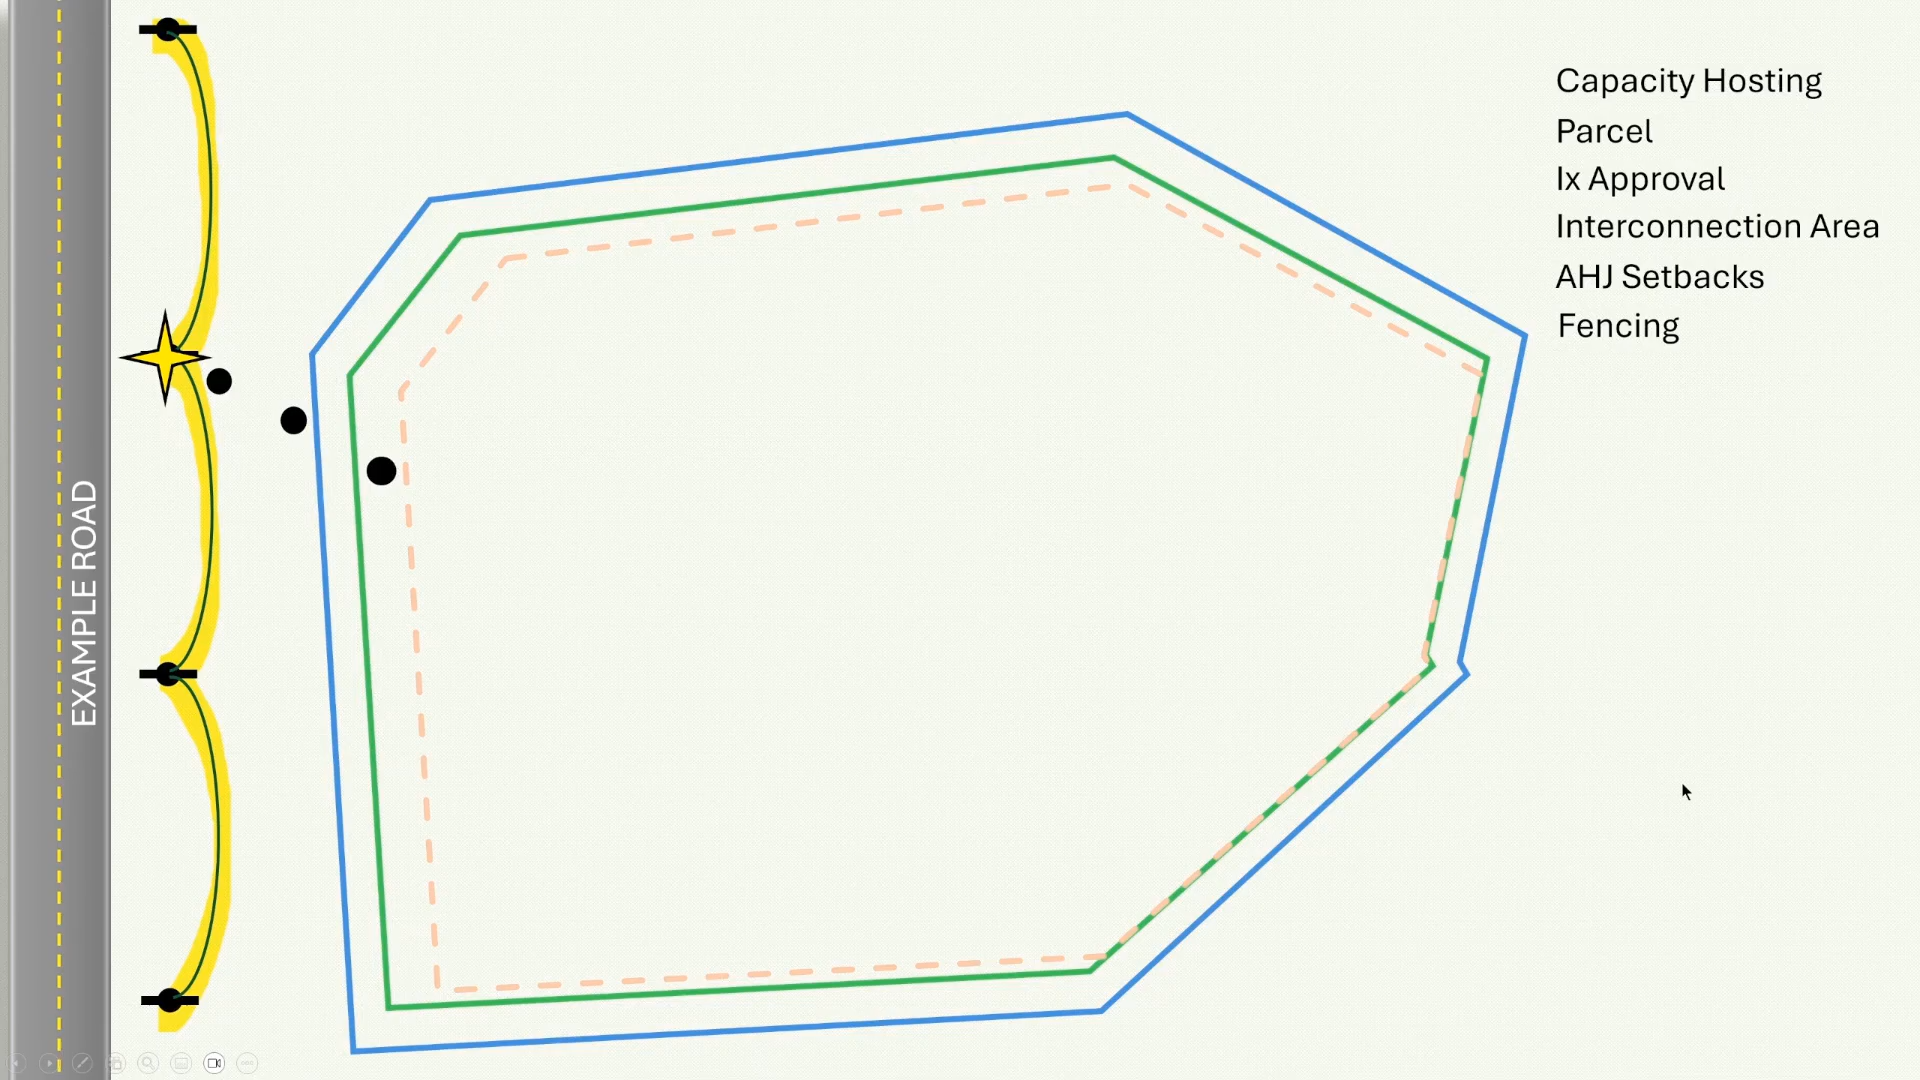 Capacity Hosting
Parcel
Ix Approval
Interconnection Area
AHJ Setbacks
Fencing
EXAMPLE ROAD